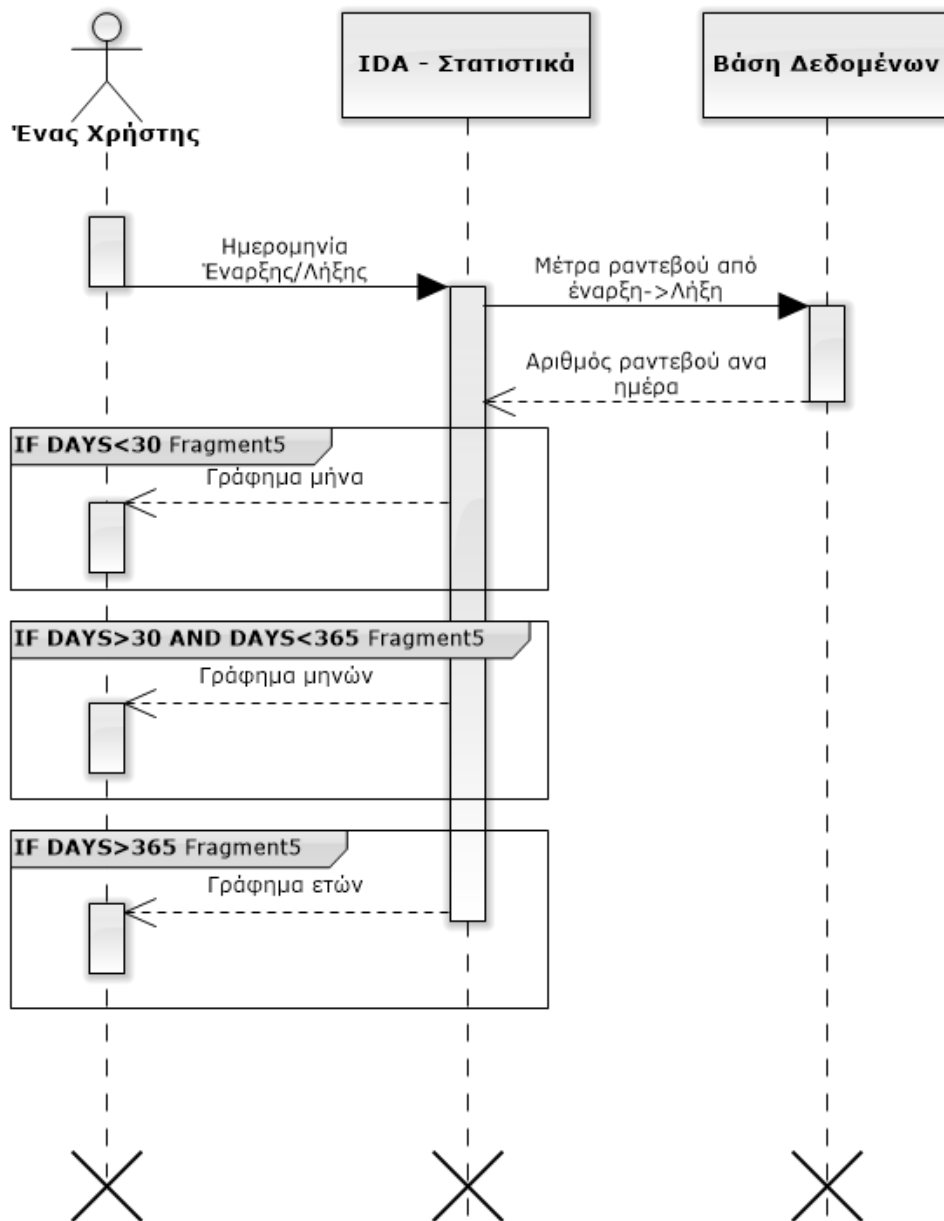 Ένας Χρήστης
IDA - Στατιστικά
Βάση Δεδομένων
Ημερομηνία
Έναρξης/Λήξης
Μέτρα ραντεβού από
έναρξη->Λήξη
Αριθμός ραντεβού ανα
ημέρα
IF DAYS<30 Fragment5
Γράφημα μήνα
IF DAYS>30 AND DAYS<365 Fragment5
Γράφημα μηνών
IF DAYS>365 Fragment5
Γράφημα ετών